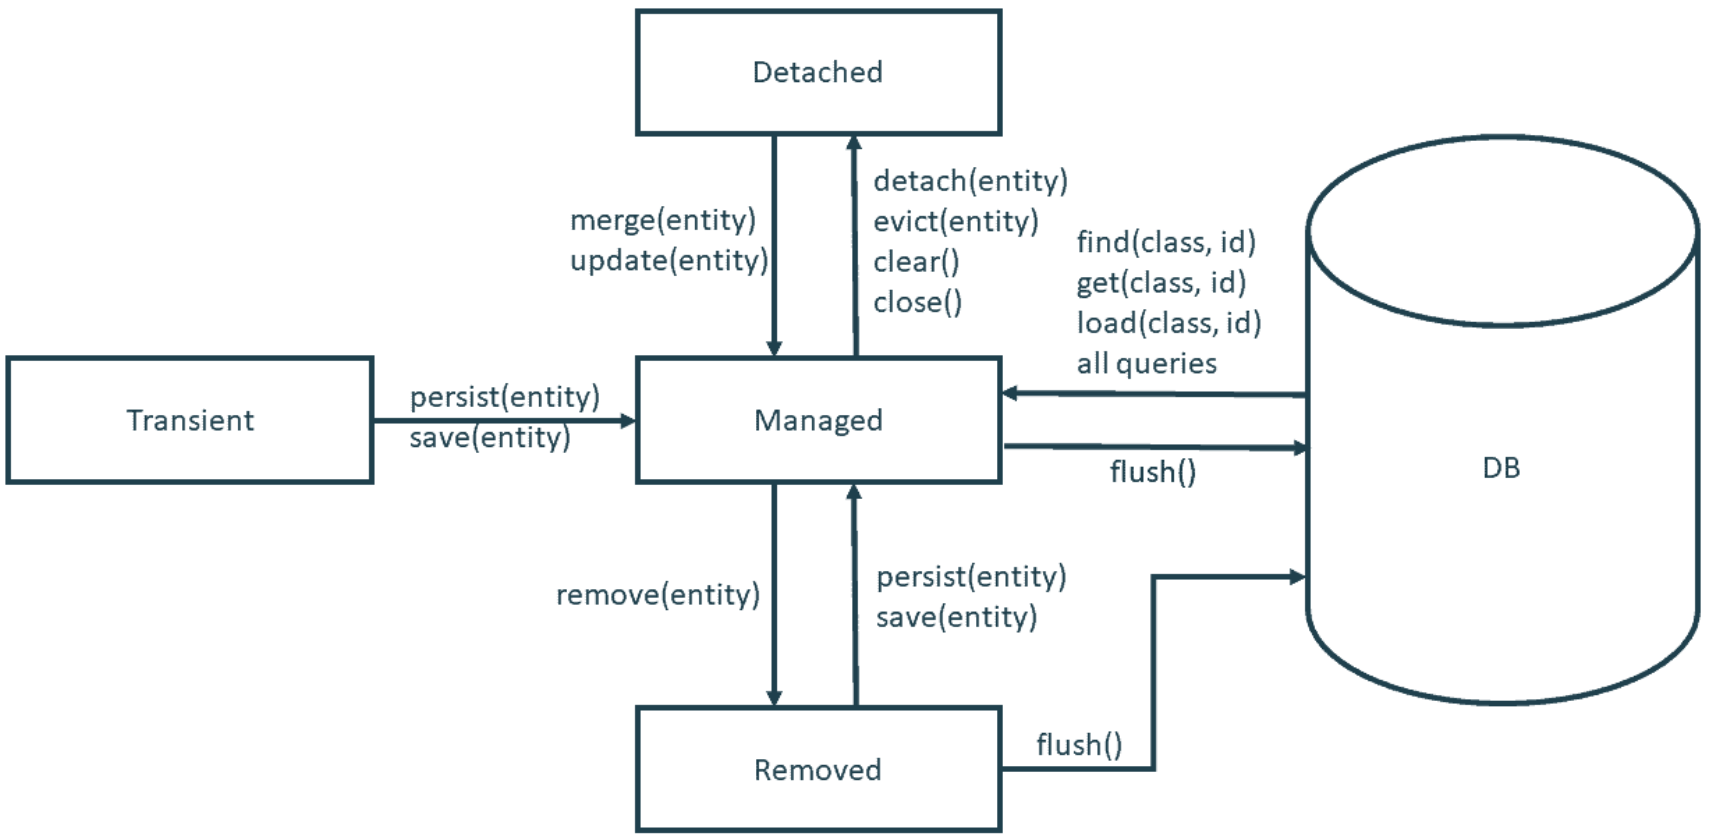 Detached
merge(entity)
update(entity)
detach(entity)
evict(entity)
clear()
close()
find(class, id)
get(class, id)
load(class, id)
all queries
Transient
persist(entity)
save(entity)
Managed
flush()
DB
remove(entity)
persist(entity)
save(entity)
Removed
flush()